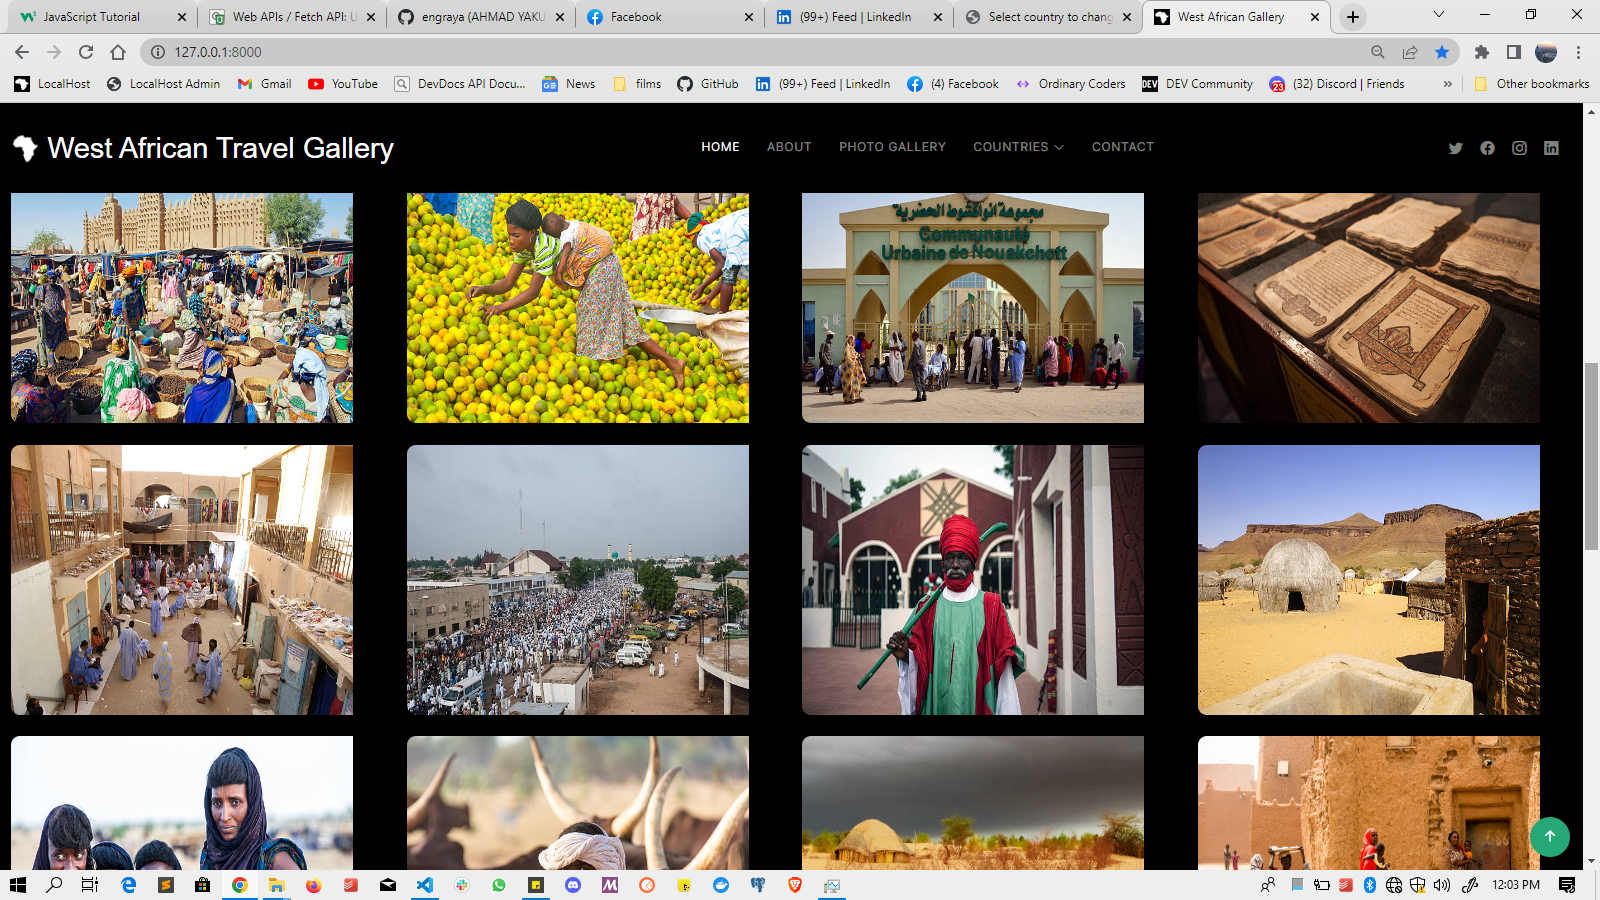 JavaScript Tutorial
Web APIs / Fetch API: U
engraya (AHMAD YAKU
Facebook
(99+) Feed | LinkedIn
Select country to chang
West African Gallery
127.0.0.1:8000
LocalHost
LocalHost Admin
Gmail
YouTube
DevDocs API Docu...
News
films
GitHub
(99+) Feed | LinkedIn
(4) Facebook
Ordinary Coders
DEV
DEV Community
23
(32) Discord | Friends
»
Other bookmarks
West African Travel Gallery
HOME
ABOUT
PHOTO GALLERY
COUNTRIES
CONTACT
مجموعة انواكشوط الحضرية
Communauté
Urbaine de Nouakchott
12:03 PM